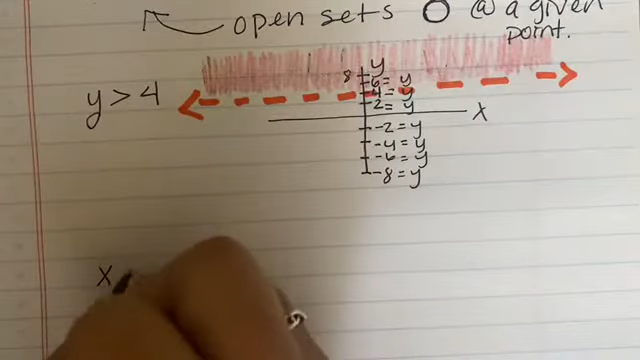 open sets O @ a given
point.
y
8
6 = y
y > 4
4 = y
2 = y
x
-2 = y
-4 = y
-6 = y
-8 = y
x